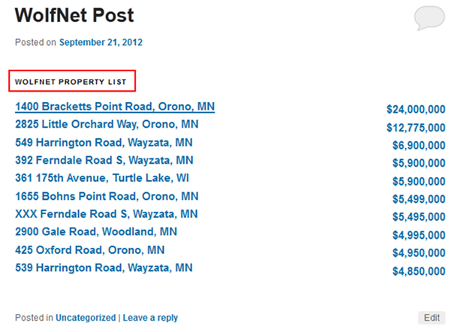 WolfNet Post
Posted on September 21, 2012
WOLFNET PROPERTY LIST
1400 Bracketts Point Road, Orono, MN $24,000,000
2825 Little Orchard Way, Orono, MN $12,775,000
549 Harrington Road, Wayzata, MN $6,900,000
392 Ferndale Road S, Wayzata, MN $5,900,000
361 175th Avenue, Turtle Lake, WI $5,900,000
1655 Bohns Point Road, Orono, MN $5,499,000
XXX Ferndale Road S, Wayzata, MN $5,495,000
2900 Gale Road, Woodland, MN $4,995,000
425 Oxford Road, Orono, MN $4,950,000
539 Harrington Road, Wayzata, MN $4,850,000
Posted in Uncategorized | Leave a reply Edit